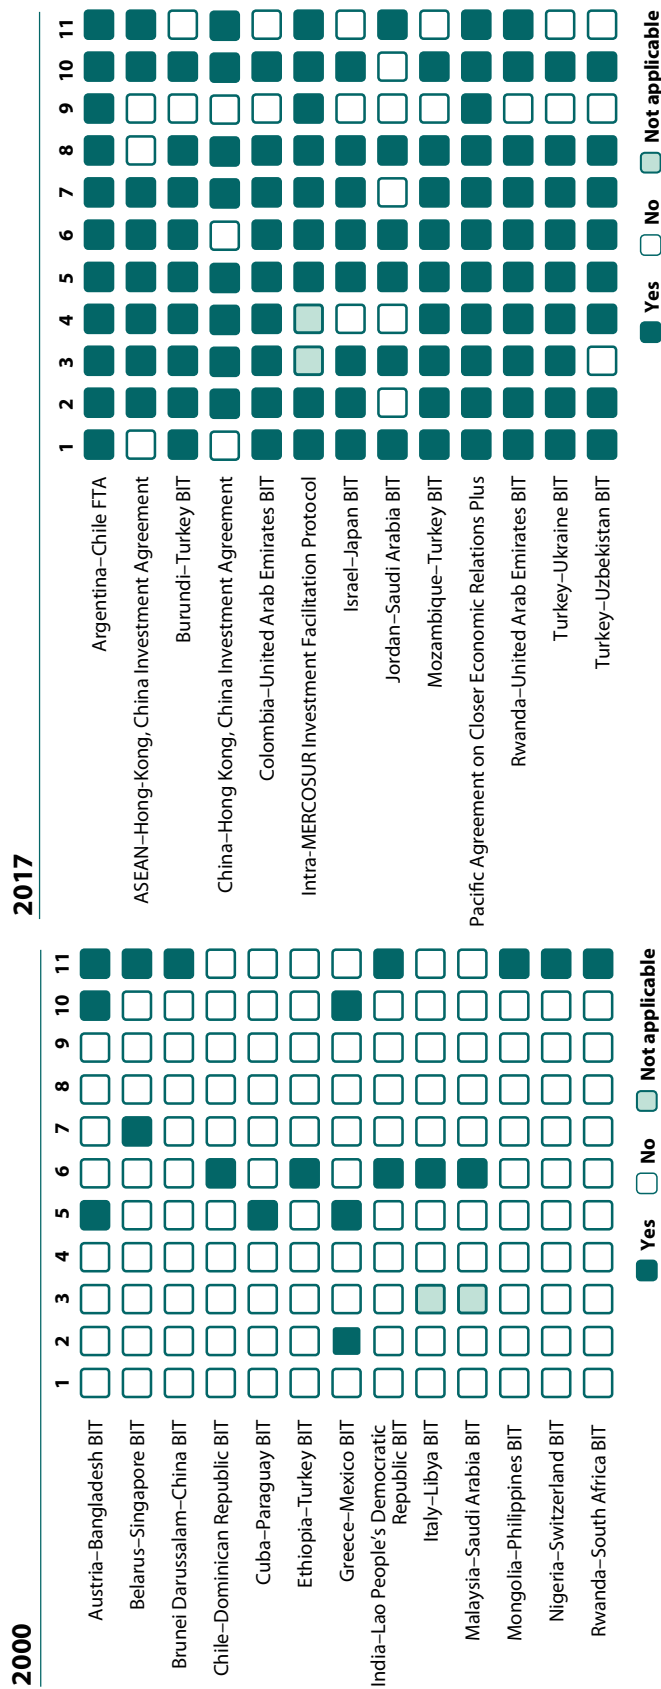 2000
1 2 3 4 5 6 7 8 9 10 11
Austria–Bangladesh BIT
Belarus–Singapore BIT
Brunei Darussalam–China BIT
Chile–Dominican Republic BIT
Cuba–Paraguay BIT
Ethiopia–Turkey BIT
Greece–Mexico BIT
India–Lao People's Democratic
Republic BIT
Italy–Libya BIT
Malaysia–Saudi Arabia BIT
Mongolia–Philippines BIT
Nigeria–Switzerland BIT
Rwanda–South Africa BIT
Yes No Not applicable
2017
1 2 3 4 5 6 7 8 9 10 11
Argentina–Chile FTA
ASEAN–Hong-Kong, China Investment Agreement
Burundi–Turkey BIT
China–Hong Kong, China Investment Agreement
Colombia–United Arab Emirates BIT
Intra-MERCOSUR Investment Facilitation Protocol
Israel–Japan BIT
Jordan–Saudi Arabia BIT
Mozambique–Turkey BIT
Pacific Agreement on Closer Economic Relations Plus
Rwanda–United Arab Emirates BIT
Turkey–Ukraine BIT
Turkey–Uzbekistan BIT
Yes No Not applicable